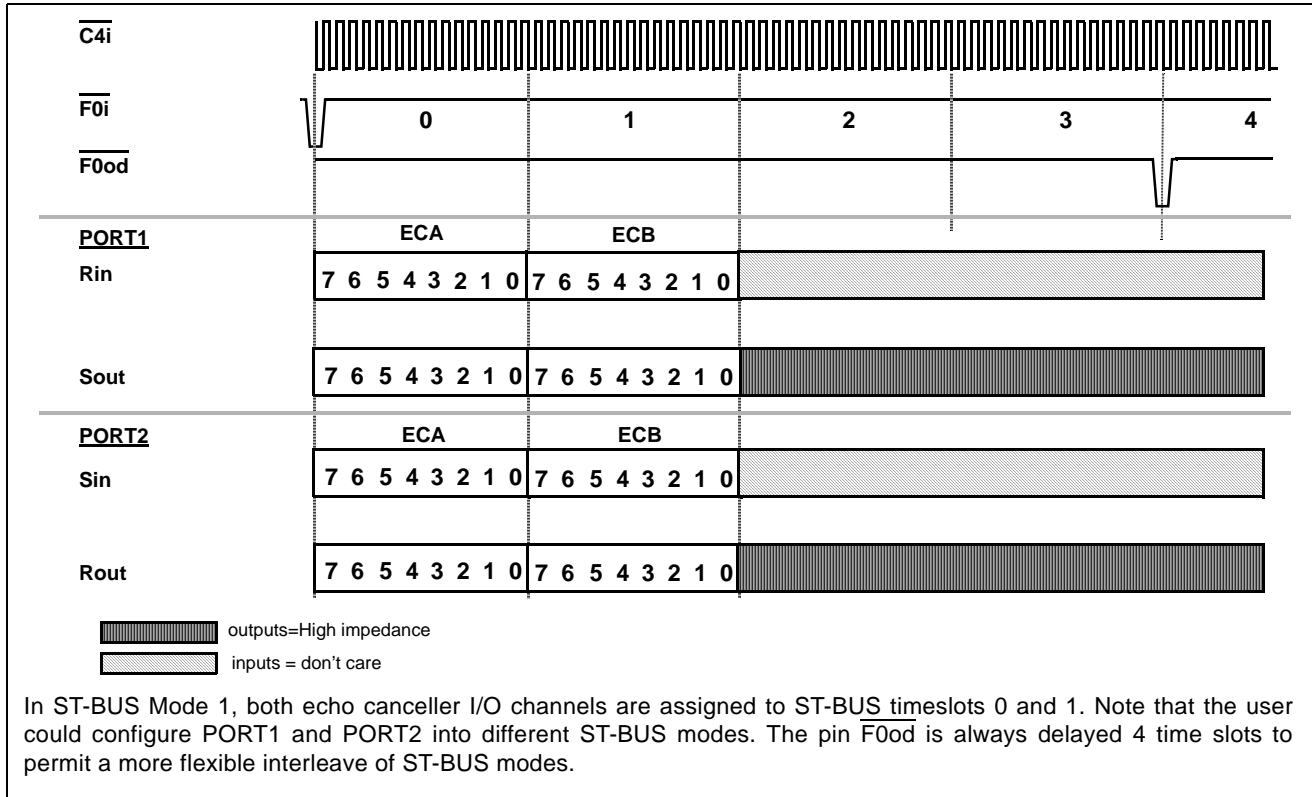 C4i
F0i
0 1 2 3 4
F0od
PORT1
ECA ECB
Rin
7 6 5 4 3 2 1 0 7 6 5 4 3 2 1 0
Sout
7 6 5 4 3 2 1 0 7 6 5 4 3 2 1 0
PORT2
ECA ECB
Sin
7 6 5 4 3 2 1 0 7 6 5 4 3 2 1 0
Rout
7 6 5 4 3 2 1 0 7 6 5 4 3 2 1 0
outputs=High impedance
inputs = don't care
In ST-BUS Mode 1, both echo canceller I/O channels are assigned to ST-BUS timeslots 0 and 1. Note that the user
could configure PORT1 and PORT2 into different ST-BUS modes. The pin F0od is always delayed 4 time slots to
permit a more flexible interleave of ST-BUS modes.